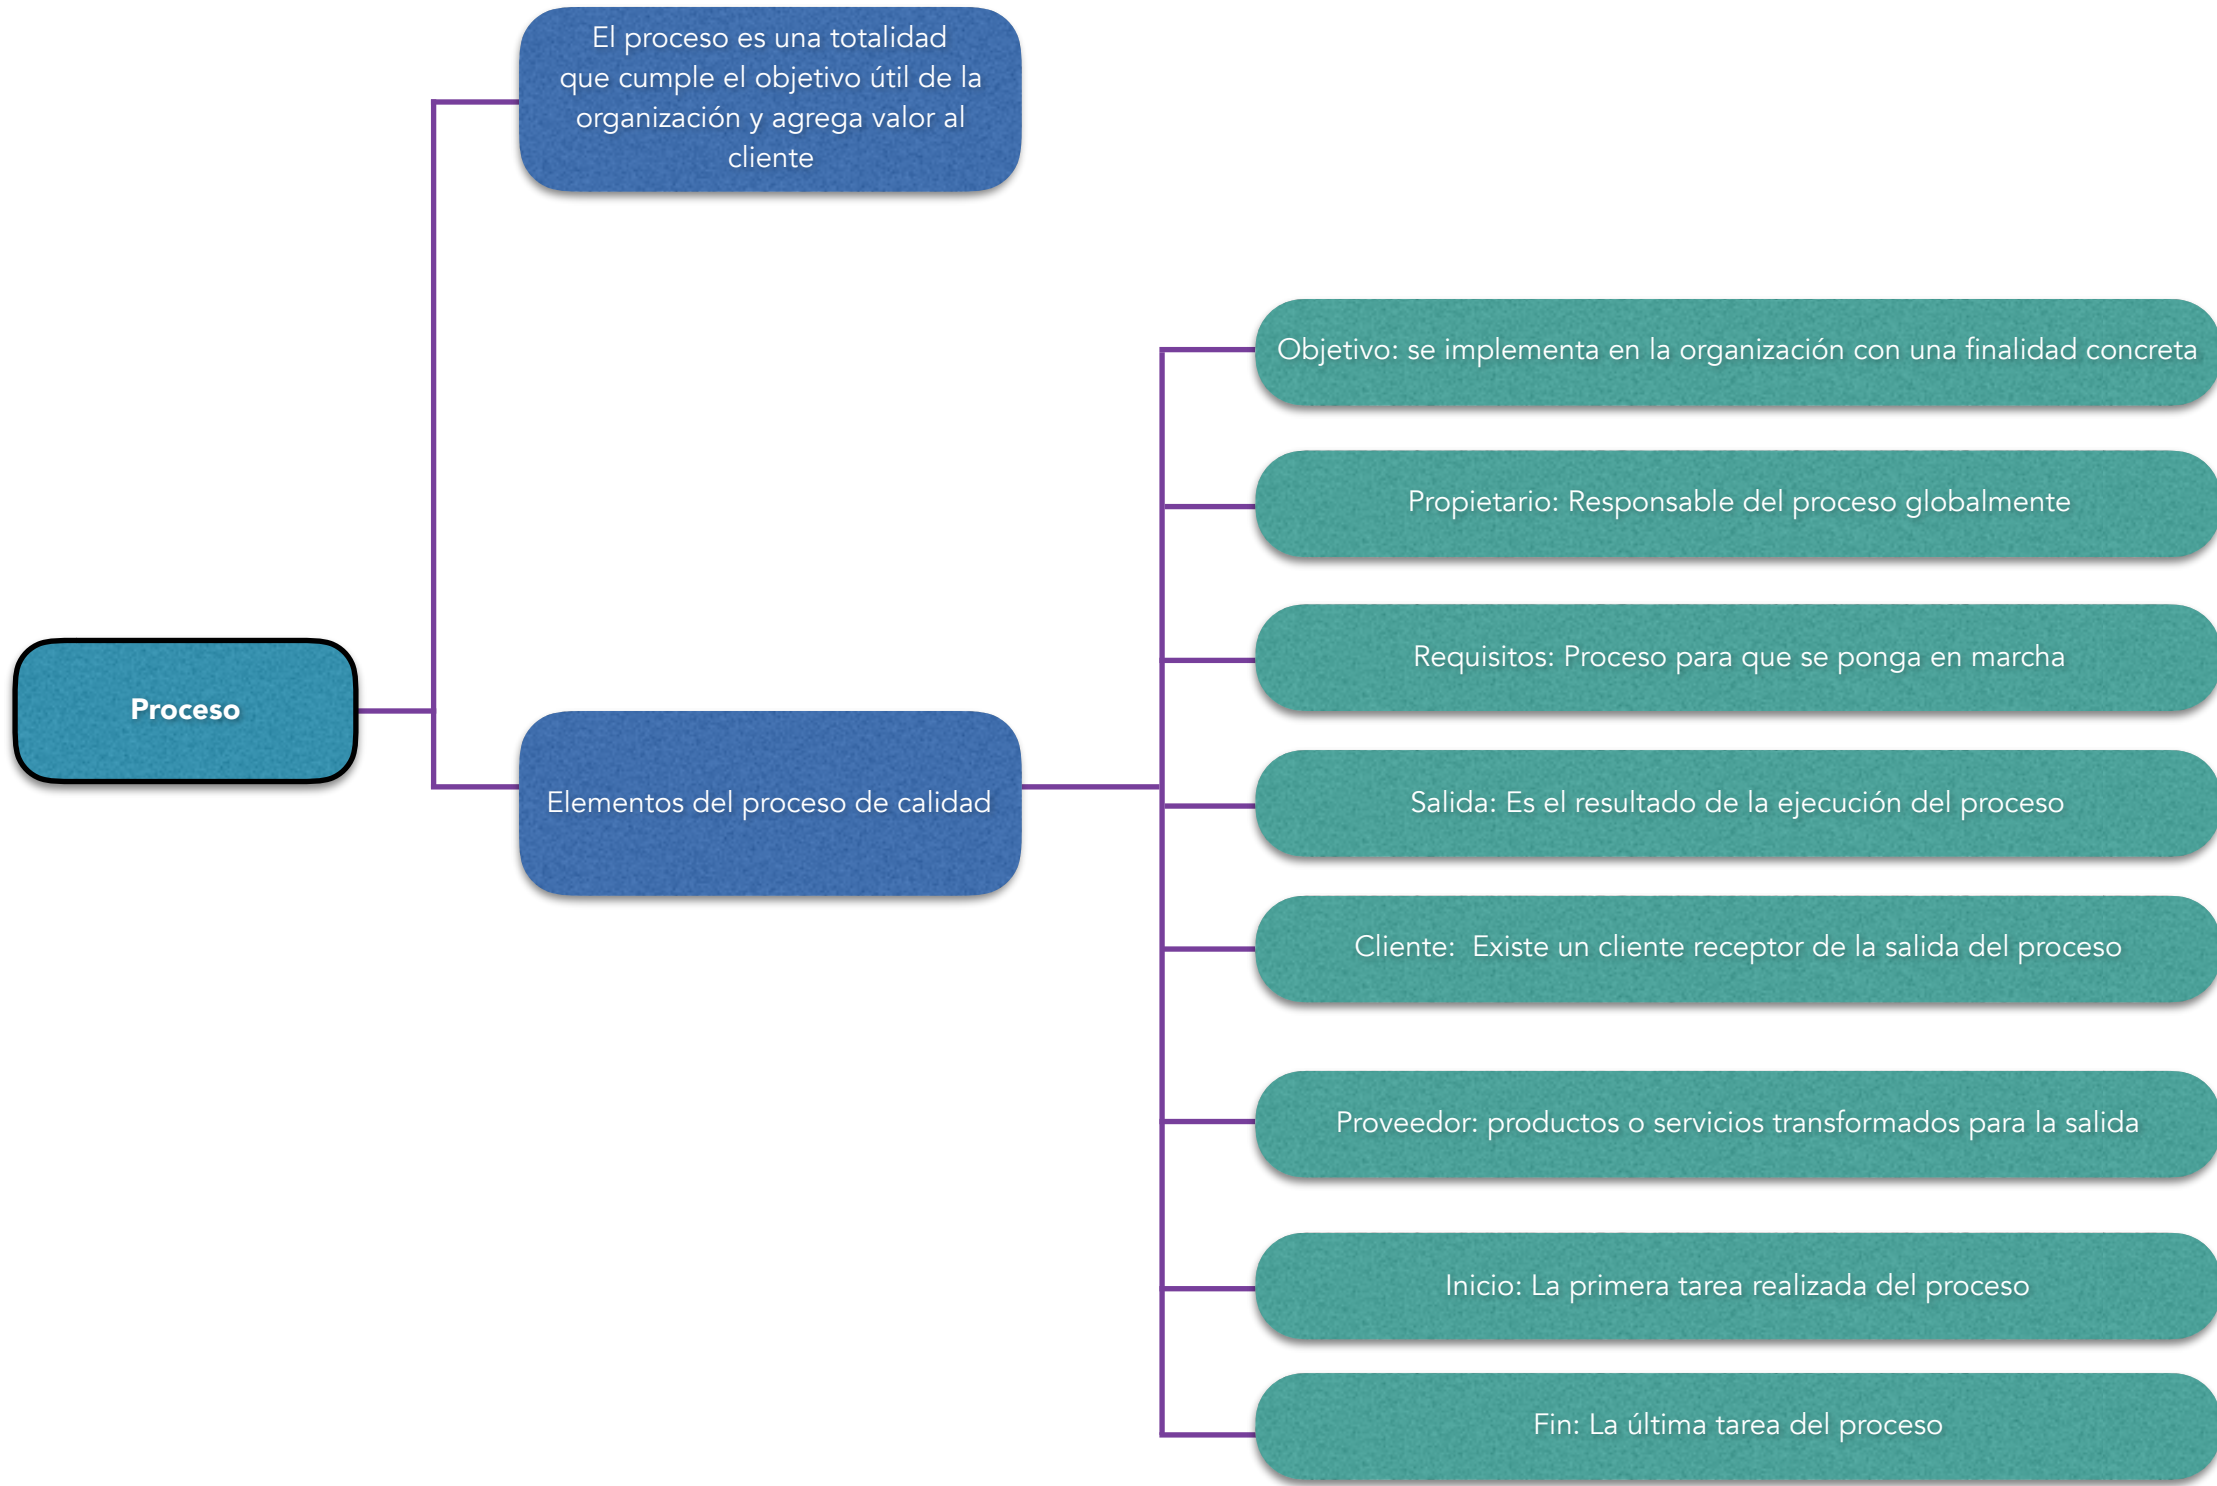 El proceso es una totalidad
que cumple el objetivo útil de la
organización y agrega valor al
cliente
Objetivo: se implementa en la organización con una finalidad concreta
Propietario: Responsable del proceso globalmente
Requisitos: Proceso para que se ponga en marcha
Proceso
Elementos del proceso de calidad
Salida: Es el resultado de la ejecución del proceso
Cliente:  Existe un cliente receptor de la salida del proceso
Proveedor: productos o servicios transformados para la salida
Inicio: La primera tarea realizada del proceso
Fin: La última tarea del proceso